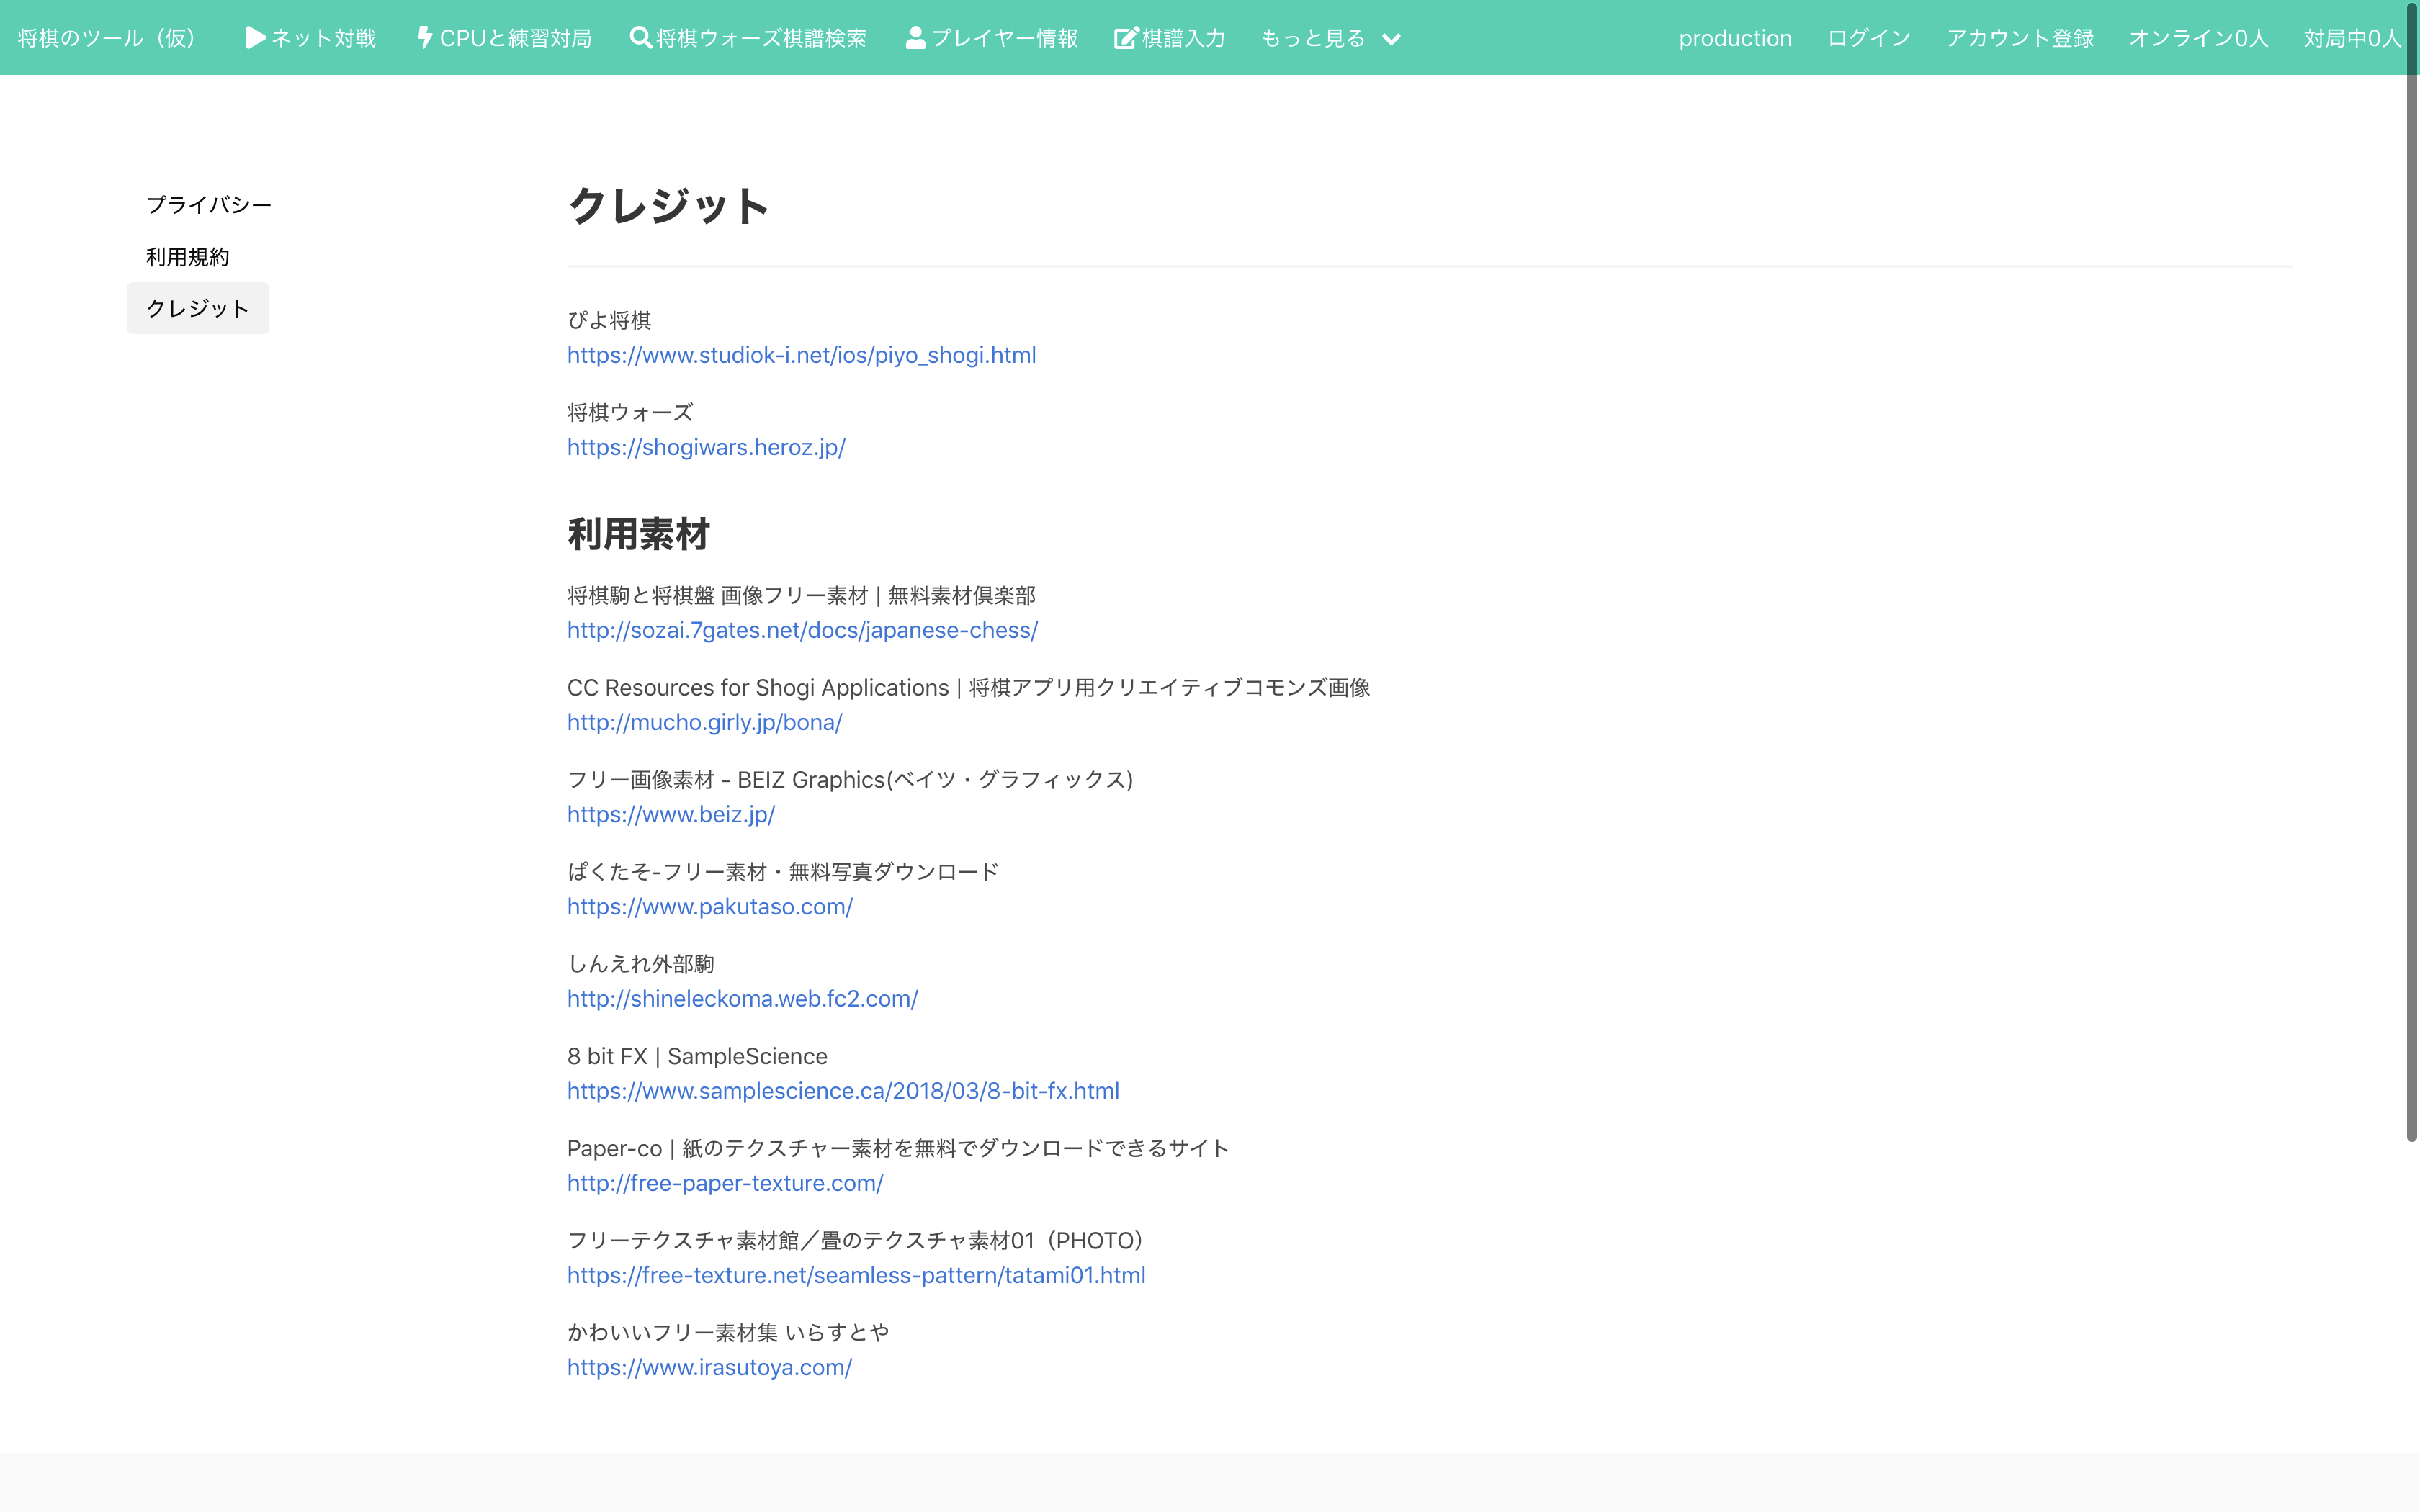 将棋のツール（仮） ネット対戦 CPUと練習対局 将棋ウォーズ棋譜検索 プレイヤー情報 棋譜入力 もっと見る production ログイン アカウント登録 オンライン0人 対局中0人
プライバシー
利用規約
クレジット
クレジット
ぴよ将棋
https://www.studiok-i.net/ios/piyo_shogi.html
将棋ウォーズ
https://shogiwars.heroz.jp/
利用素材
将棋駒と将棋盤 画像フリー素材 | 無料素材倶楽部
http://sozai.7gates.net/docs/japanese-chess/
CC Resources for Shogi Applications | 将棋アプリ用クリエイティブコモンズ画像
http://mucho.girly.jp/bona/
フリー画像素材 - BEIZ Graphics(ベイツ・グラフィックス)
https://www.beiz.jp/
ぱくたそ-フリー素材・無料写真ダウンロード
https://www.pakutaso.com/
しんえれ外部駒
http://shineleckoma.web.fc2.com/
8 bit FX | SampleScience
https://www.samplescience.ca/2018/03/8-bit-fx.html
Paper-co | 紙のテクスチャー素材を無料でダウンロードできるサイト
http://free-paper-texture.com/
フリーテクスチャ素材館／畳のテクスチャ素材01（PHOTO）
https://free-texture.net/seamless-pattern/tatami01.html
かわいいフリー素材集 いらすとや
https://www.irasutoya.com/